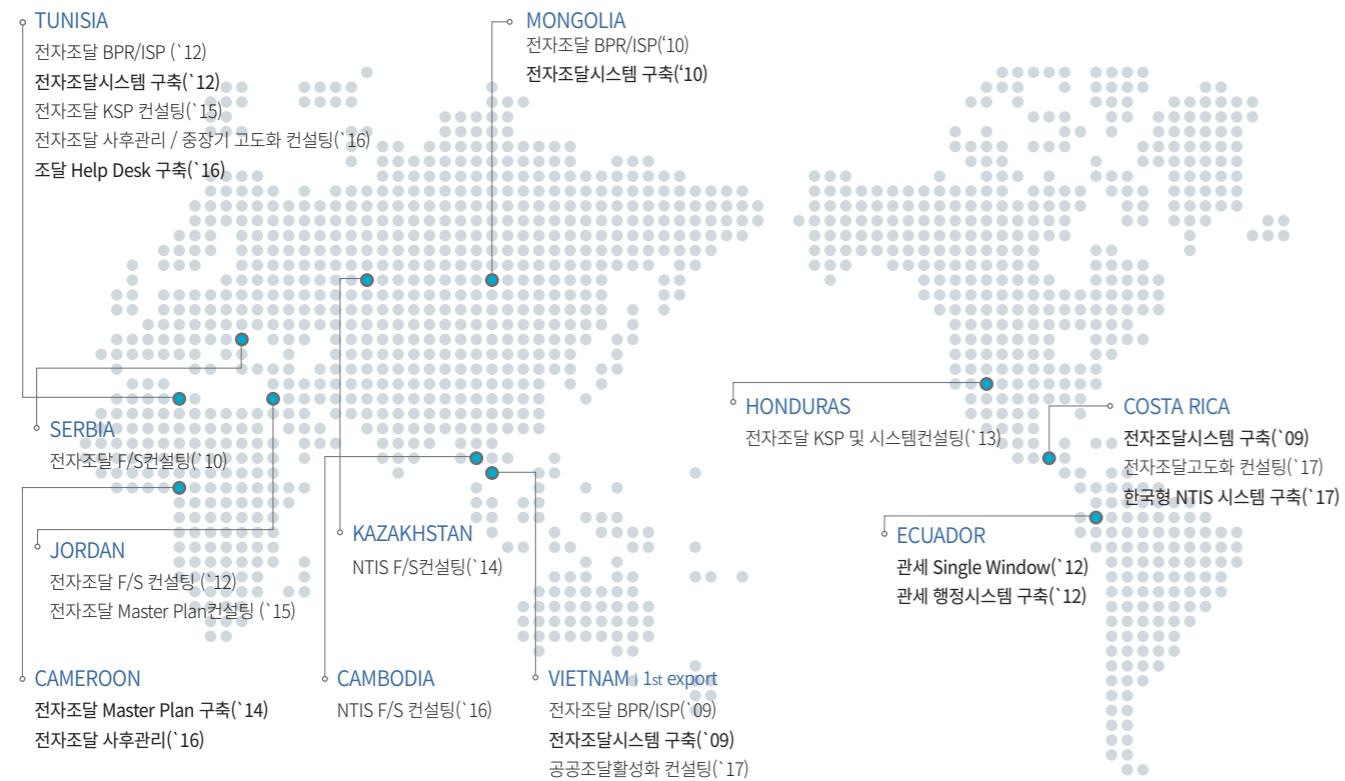 TUNISIA
전자조달 BPR/ISP (`12)
전자조달시스템 구축(`12)
전자조달 KSP 컨설팅(`15)
전자조달 사후관리 / 중장기 고도화 컨설팅(`16)
조달 Help Desk 구축(`16)
MONGOLIA
전자조달 BPR/ISP(‘10)
전자조달시스템 구축(‘10)
SERBIA
전자조달 F/S컨설팅(`10)
JORDAN
전자조달 F/S 컨설팅 (`12)
전자조달 Master Plan컨설팅 (`15)
KAZAKHSTAN
NTIS F/S컨설팅(`14)
HONDURAS
전자조달 KSP 및 시스템컨설팅(`13)
COSTA RICA
전자조달시스템 구축(`09)
전자조달고도화 컨설팅(`17)
한국형 NTIS 시스템 구축(`17)
ECUADOR
관세 Single Window(`12)
관세 행정시스템 구축(`12)
CAMEROON
전자조달 Master Plan 구축(`14)
전자조달 사후관리(`16)
CAMBODIA
NTIS F/S 컨설팅(`16)
VIETNAM | 1st export
전자조달 BPR/ISP(`09)
전자조달시스템 구축(`09)
공공조달활성화 컨설팅(`17)